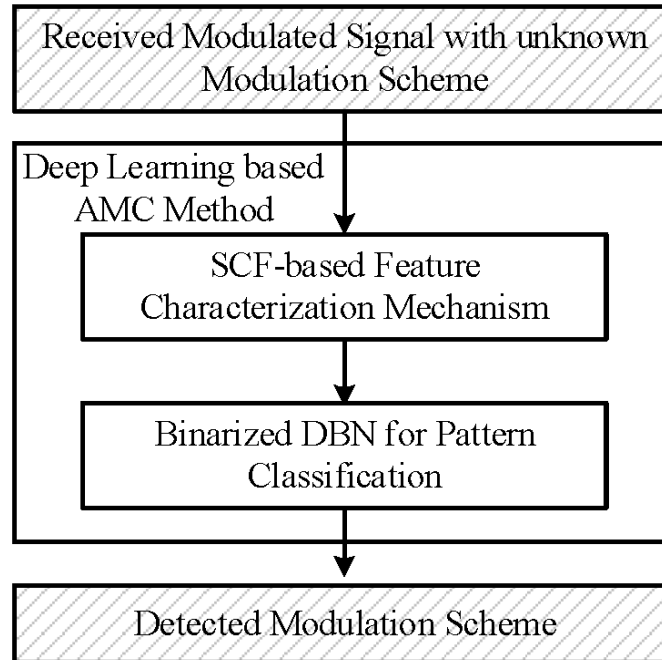 Received Modulated Signal with unknown
Modulation Scheme
Deep Learning based
AMC Method
SCF-based Feature
Characterization Mechanism
Binarized DBN for Pattern
Classification
Detected Modulation Scheme